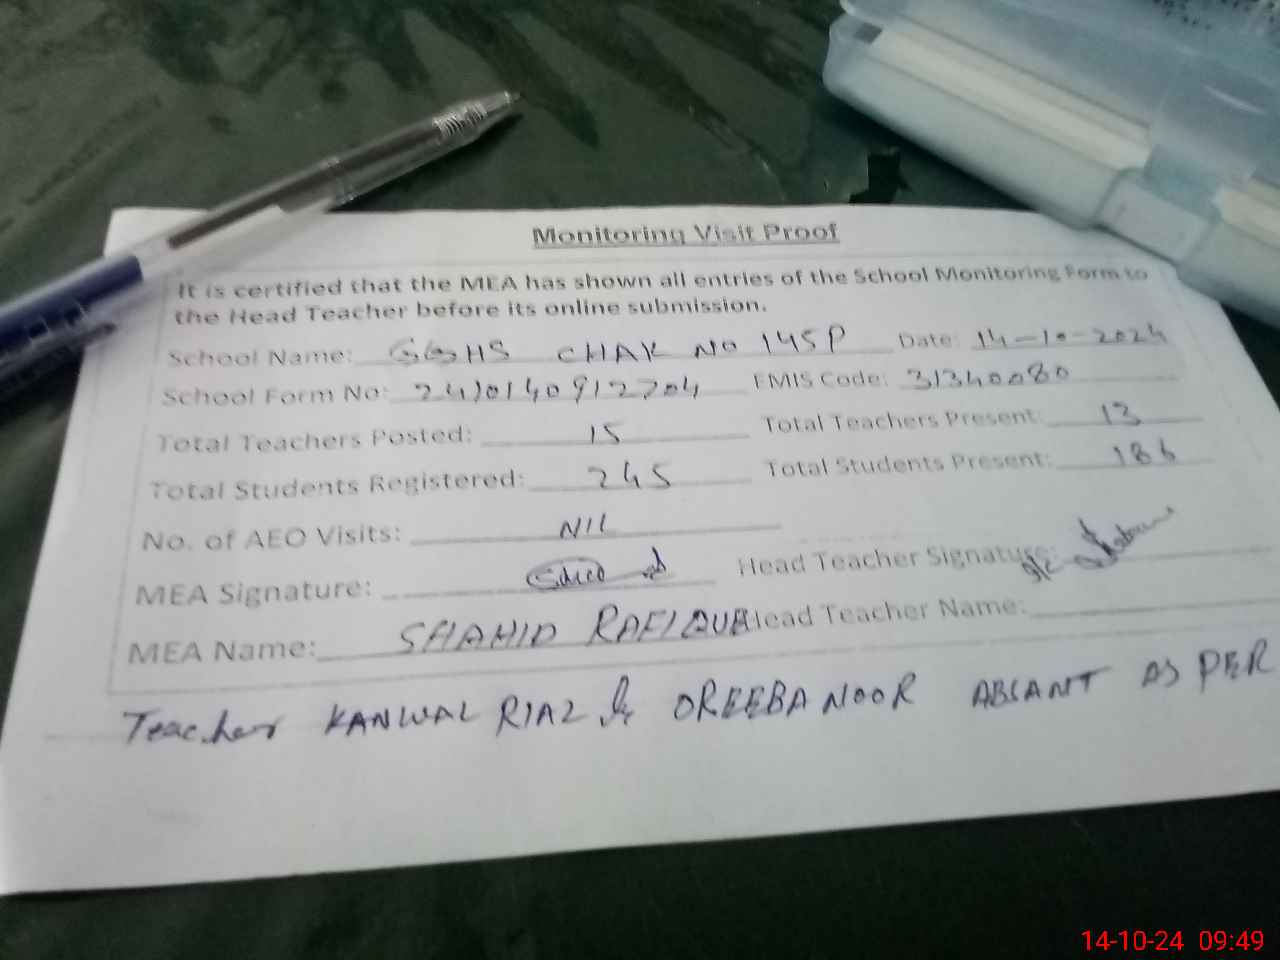 Monitoring Visit Proof
It is certified that the MEA has shown all entries of the School Monitoring Form to
the Head Teacher before its online submission.
School Name: GGHS CHAK NO 145P Date: 14-10-2024
School Form No: 2410140912704 EMIS Code: 31340080
Total Teachers Posted: 15 Total Teachers Present: 13
Total Students Registered: 245 Total Students Present: 186
No. of AEO Visits: NIL
MEA Signature: Head Teacher Signature:
MEA Name: SHAHID RAFIQUE Head Teacher Name:
Teacher KANWAL RIAZ & OREEBA NOOR ABSANT AS PER
14-10-24 09:49